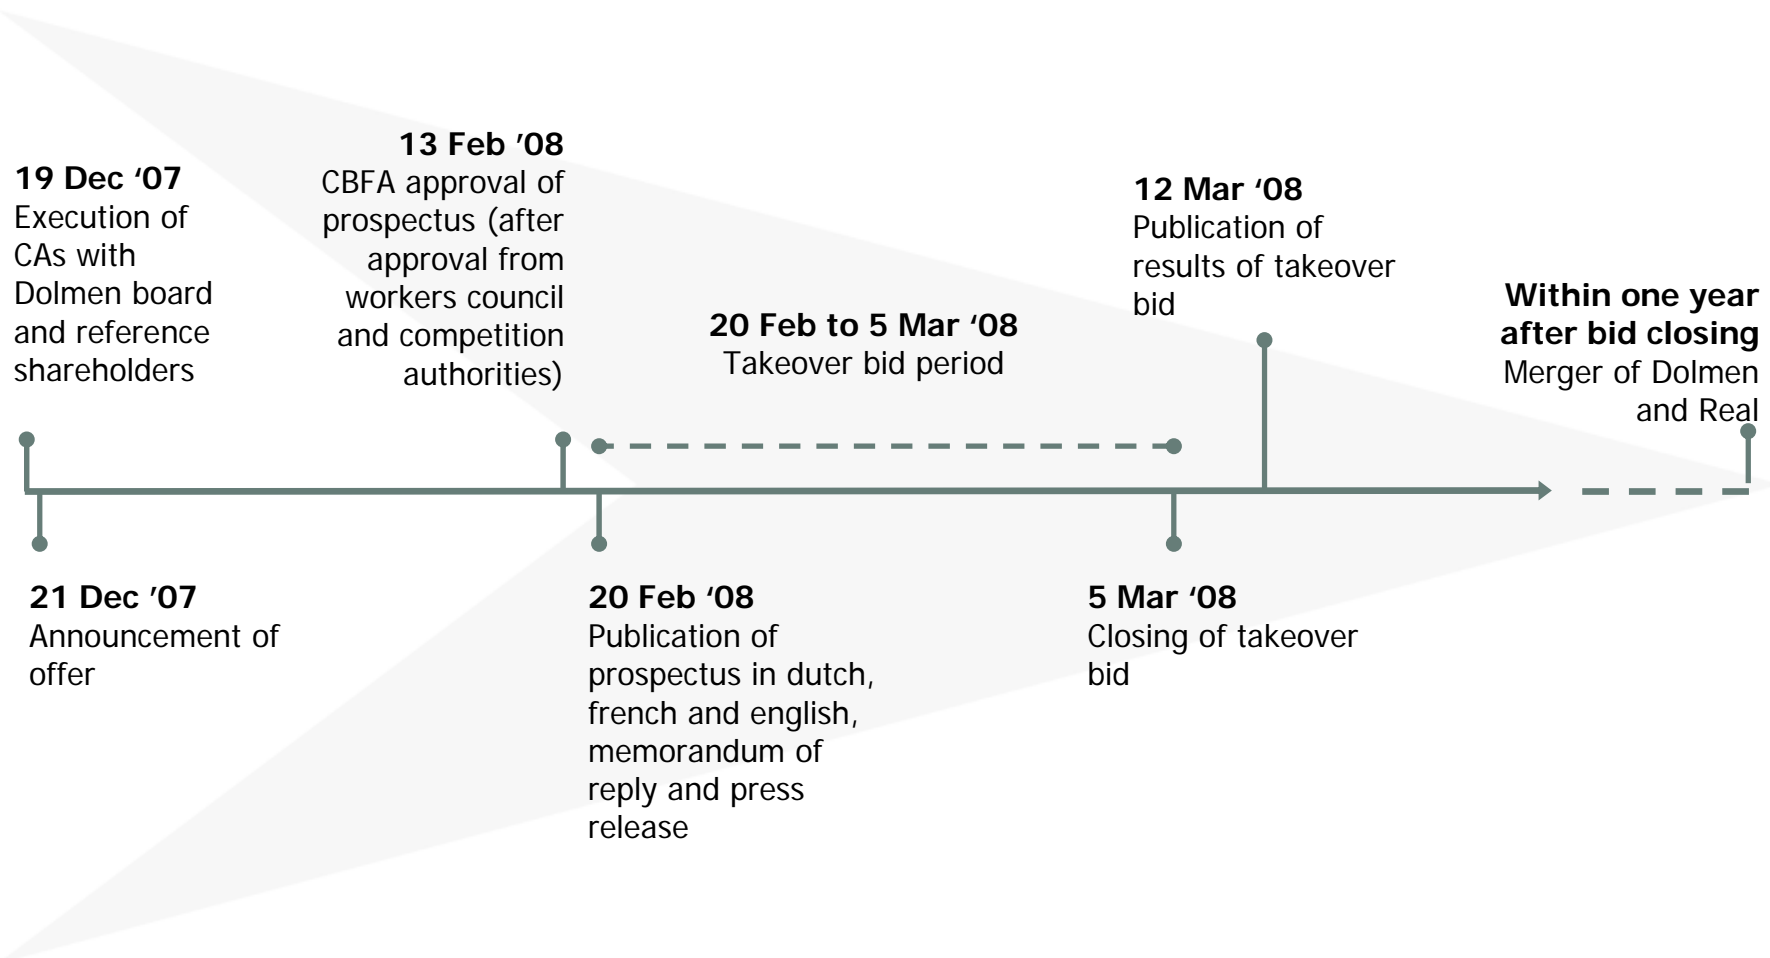 19 Dec ‘07
Execution of
CAs with
Dolmen board
and reference
shareholders
13 Feb ’08
CBFA approval of
prospectus (after
approval from
workers council
and competition
authorities)
20 Feb to 5 Mar ‘08
Takeover bid period
12 Mar ‘08
Publication of
results of takeover
bid
Within one year
after bid closing
Merger of Dolmen
and Real
21 Dec ’07
Announcement of
offer
20 Feb ‘08
Publication of
prospectus in dutch,
french and english,
memorandum of
reply and press
release
5 Mar ‘08
Closing of takeover
bid